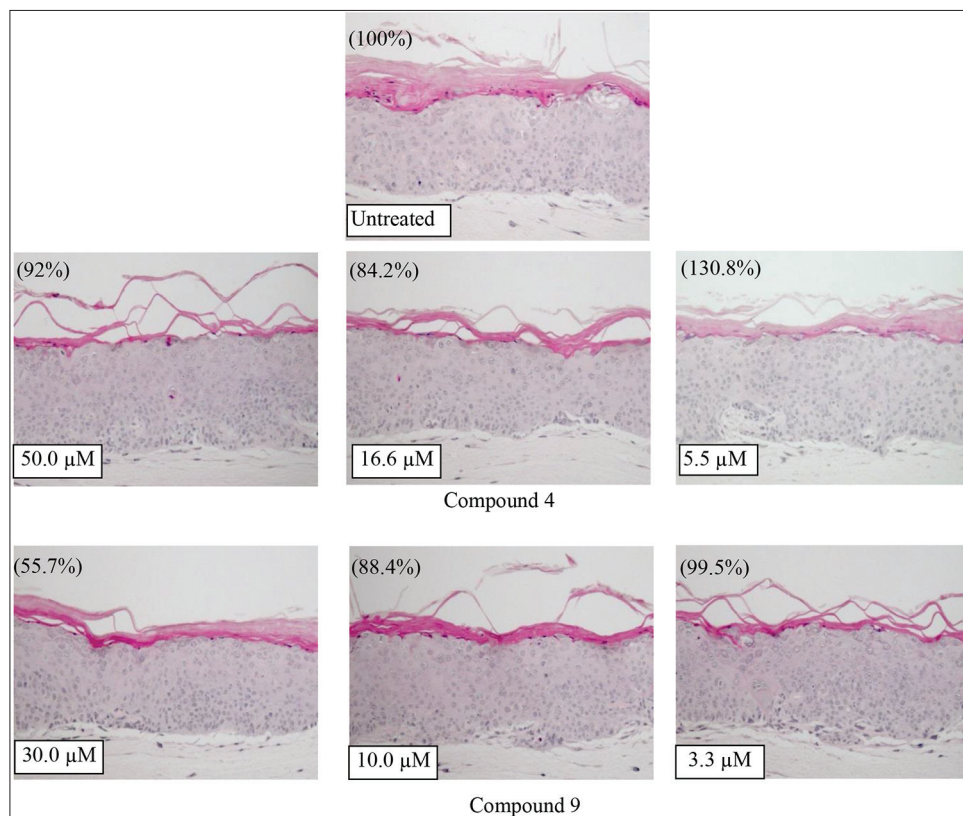 (100%)
Untreated
(92%)
(84.2%)
(130.8%)
50.0 µM
16.6 µM
5.5 µM
Compound 4
(55.7%)
(88.4%)
(99.5%)
30.0 µM
10.0 µM
3.3 µM
Compound 9